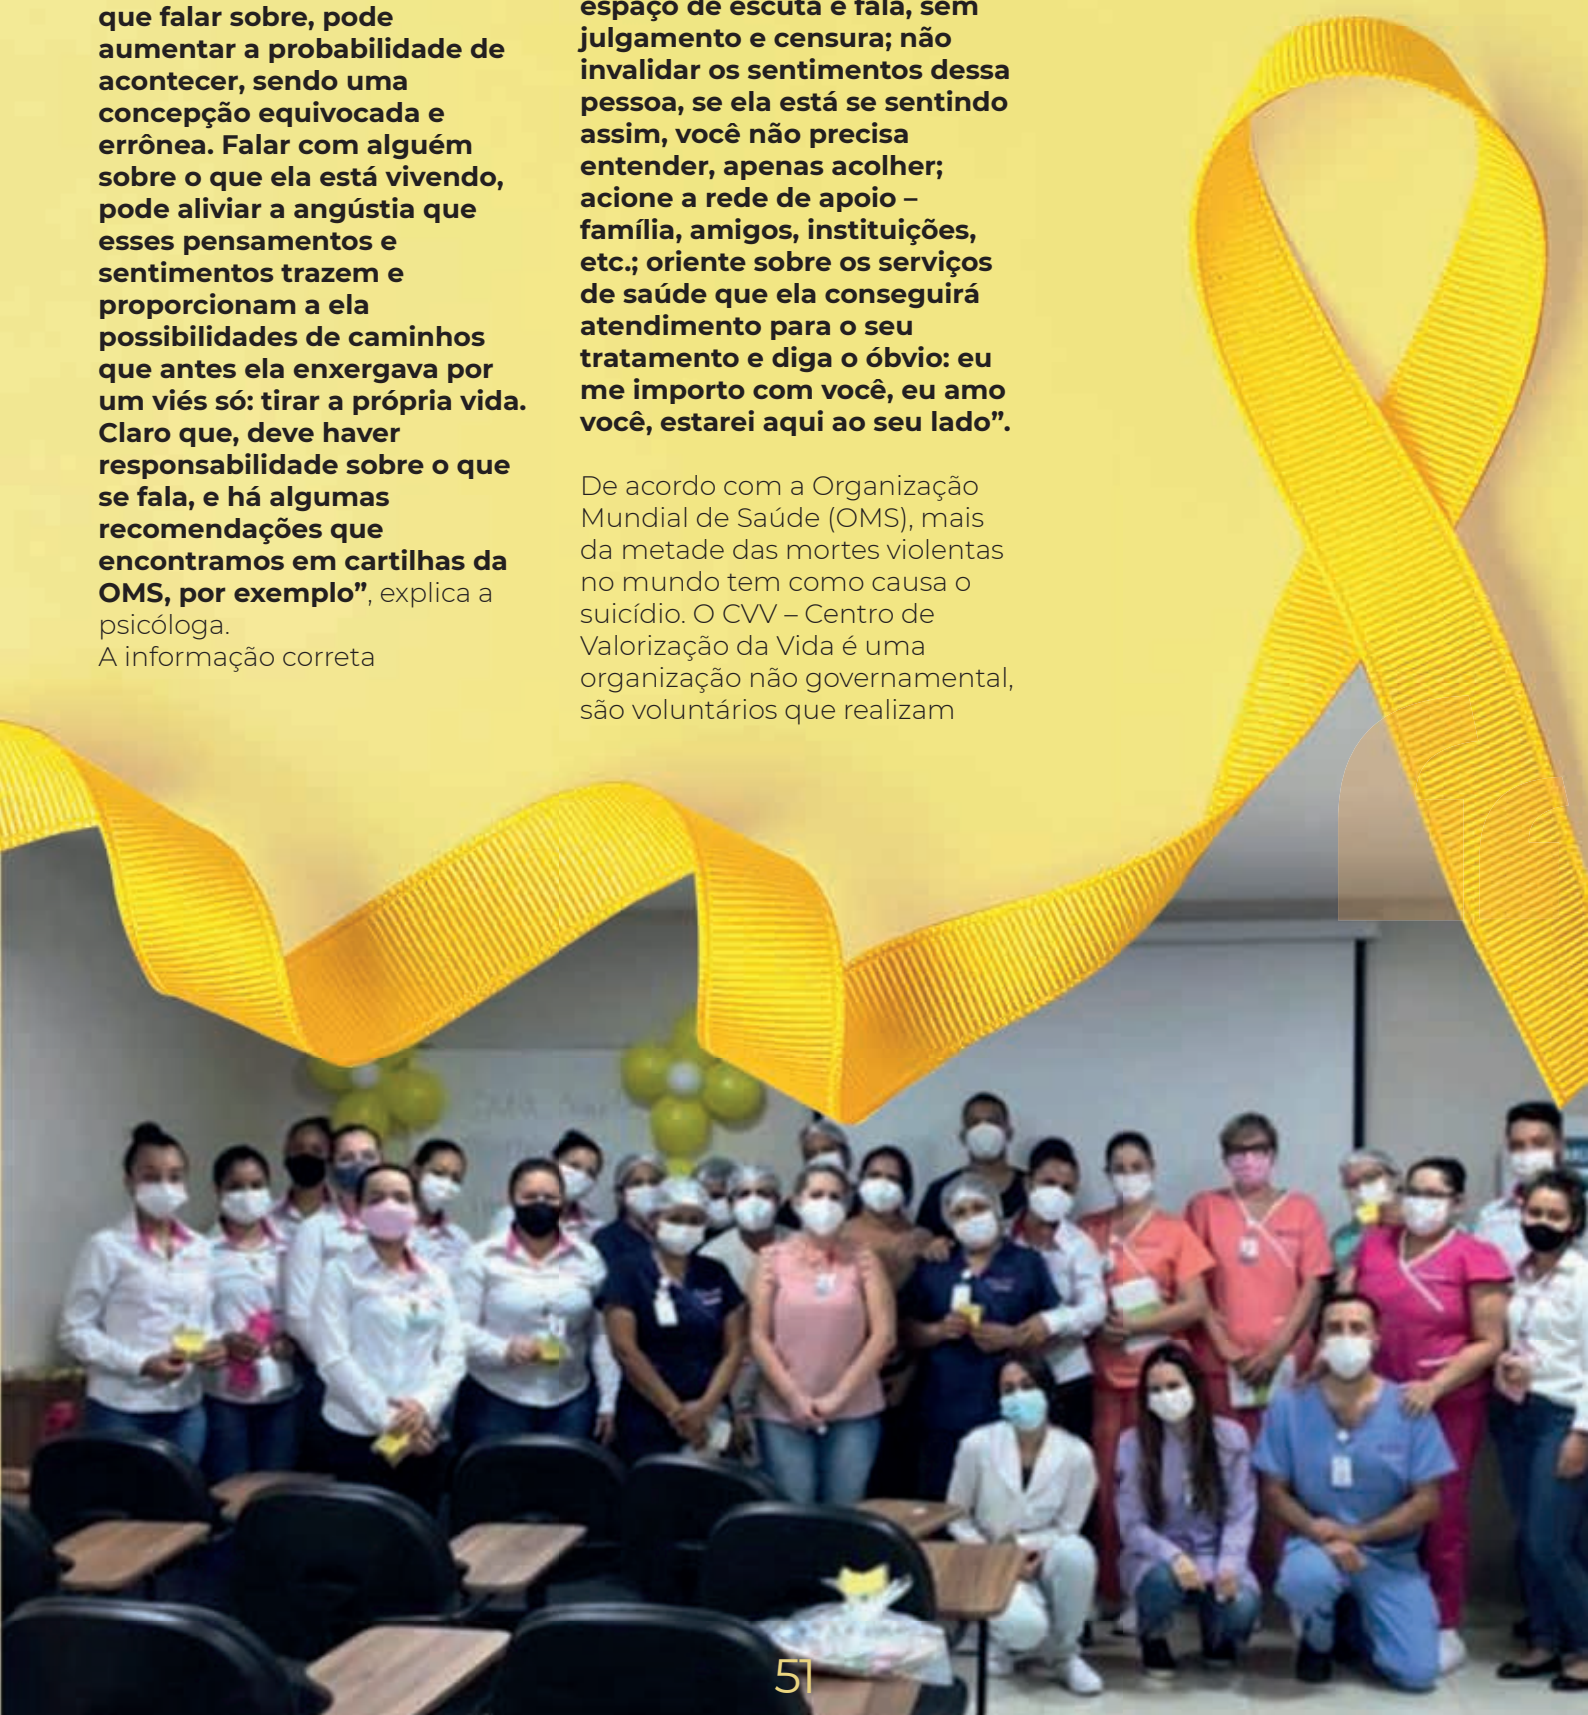 que falar sobre, pode
aumentar a probabilidade de
acontecer, sendo uma
concepção equivocada e
errônea. Falar com alguém
sobre o que ela está vivendo,
pode aliviar a angústia que
esses pensamentos e
sentimentos trazem e
proporcionam a ela
possibilidades de caminhos
que antes ela enxergava por
um viés só: tirar a própria vida.
Claro que, deve haver
responsabilidade sobre o que
se fala, e há algumas
recomendações que
encontramos em cartilhas da
OMS, por exemplo”, explica a
psicóloga.
A informação correta
espaço de escuta e fala, sem
julgamento e censura; não
invalidar os sentimentos dessa
pessoa, se ela está se sentindo
assim, você não precisa
entender, apenas acolher;
acione a rede de apoio –
família, amigos, instituições,
etc.; oriente sobre os serviços
de saúde que ela conseguirá
atendimento para o seu
tratamento e diga o óbvio: eu
me importo com você, eu amo
você, estarei aqui ao seu lado”.
De acordo com a Organização
Mundial de Saúde (OMS), mais
da metade das mortes violentas
no mundo tem como causa o
suicídio. O CVV – Centro de
Valorização da Vida é uma
organização não governamental,
são voluntários que realizam
51